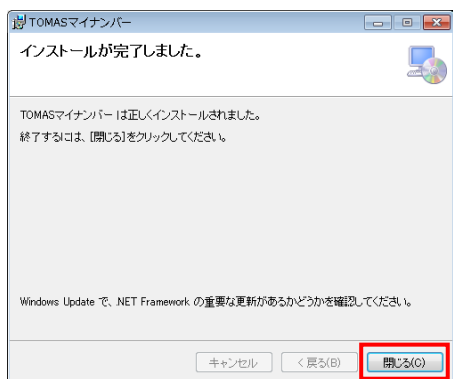 TOMASマイナンバー
インストールが完了しました。
TOMASマイナンバー は正しくインストールされました。
終了するには、[閉じる]をクリックしてください。
Windows Update で、.NET Framework の重要な更新があるかどうかを確認してください。
キャンセル
< 戻る(B)
閉じる(C)